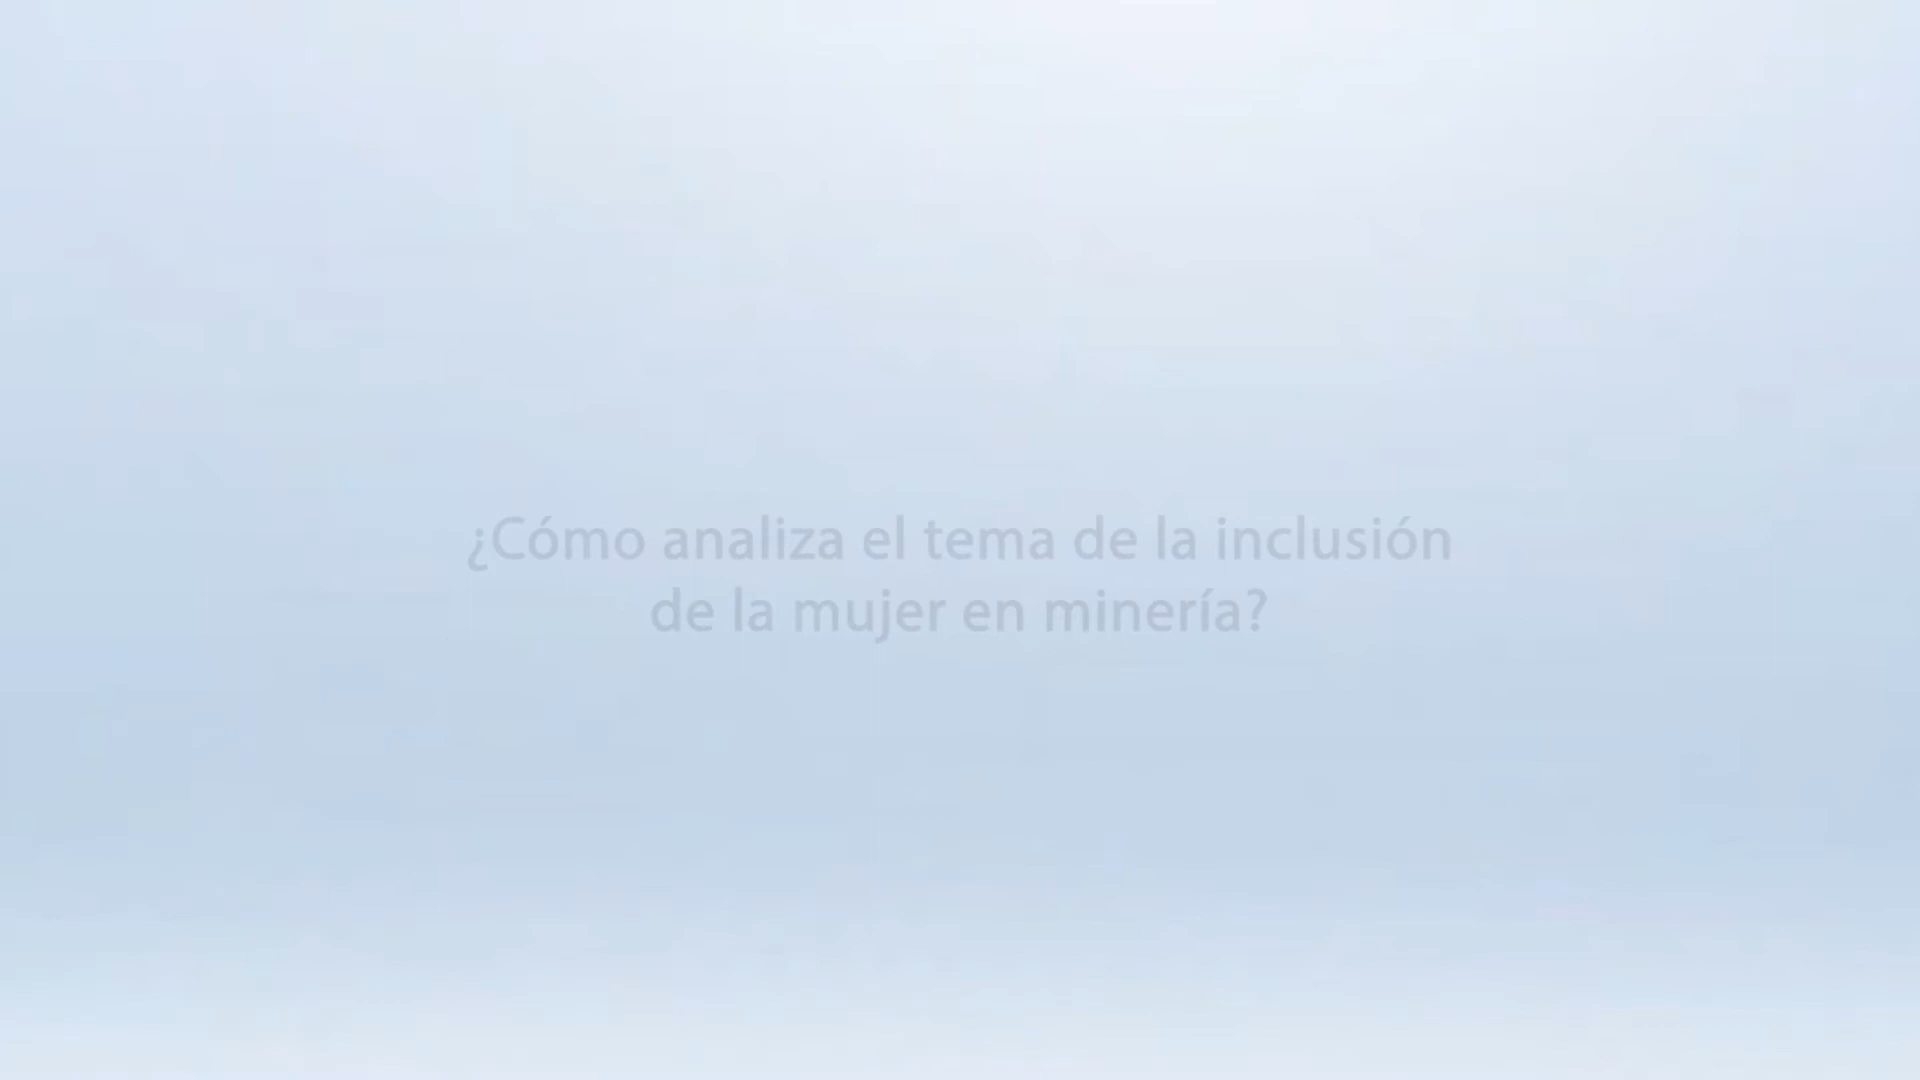 ¿Cómo analiza el tema de la inclusión
de la mujer en minería?